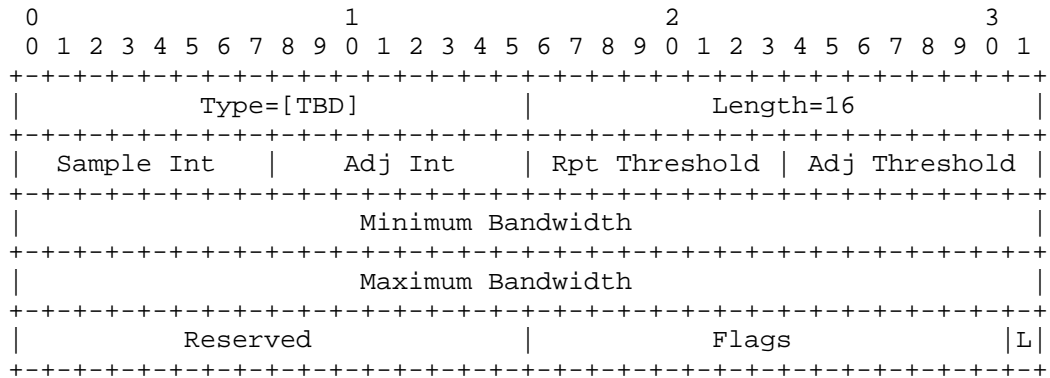 0                   1                   2                   3
 0 1 2 3 4 5 6 7 8 9 0 1 2 3 4 5 6 7 8 9 0 1 2 3 4 5 6 7 8 9 0 1
+-+-+-+-+-+-+-+-+-+-+-+-+-+-+-+-+-+-+-+-+-+-+-+-+-+-+-+-+-+-+-+-+
|           Type=[TBD]          |           Length=16           |
+-+-+-+-+-+-+-+-+-+-+-+-+-+-+-+-+-+-+-+-+-+-+-+-+-+-+-+-+-+-+-+-+
|  Sample Int   |    Adj Int    | Rpt Threshold | Adj Threshold |
+-+-+-+-+-+-+-+-+-+-+-+-+-+-+-+-+-+-+-+-+-+-+-+-+-+-+-+-+-+-+-+-+
|                     Minimum Bandwidth                         |
+-+-+-+-+-+-+-+-+-+-+-+-+-+-+-+-+-+-+-+-+-+-+-+-+-+-+-+-+-+-+-+-+
|                     Maximum Bandwidth                         |
+-+-+-+-+-+-+-+-+-+-+-+-+-+-+-+-+-+-+-+-+-+-+-+-+-+-+-+-+-+-+-+-+
|          Reserved             |           Flags             |L|
+-+-+-+-+-+-+-+-+-+-+-+-+-+-+-+-+-+-+-+-+-+-+-+-+-+-+-+-+-+-+-+-+